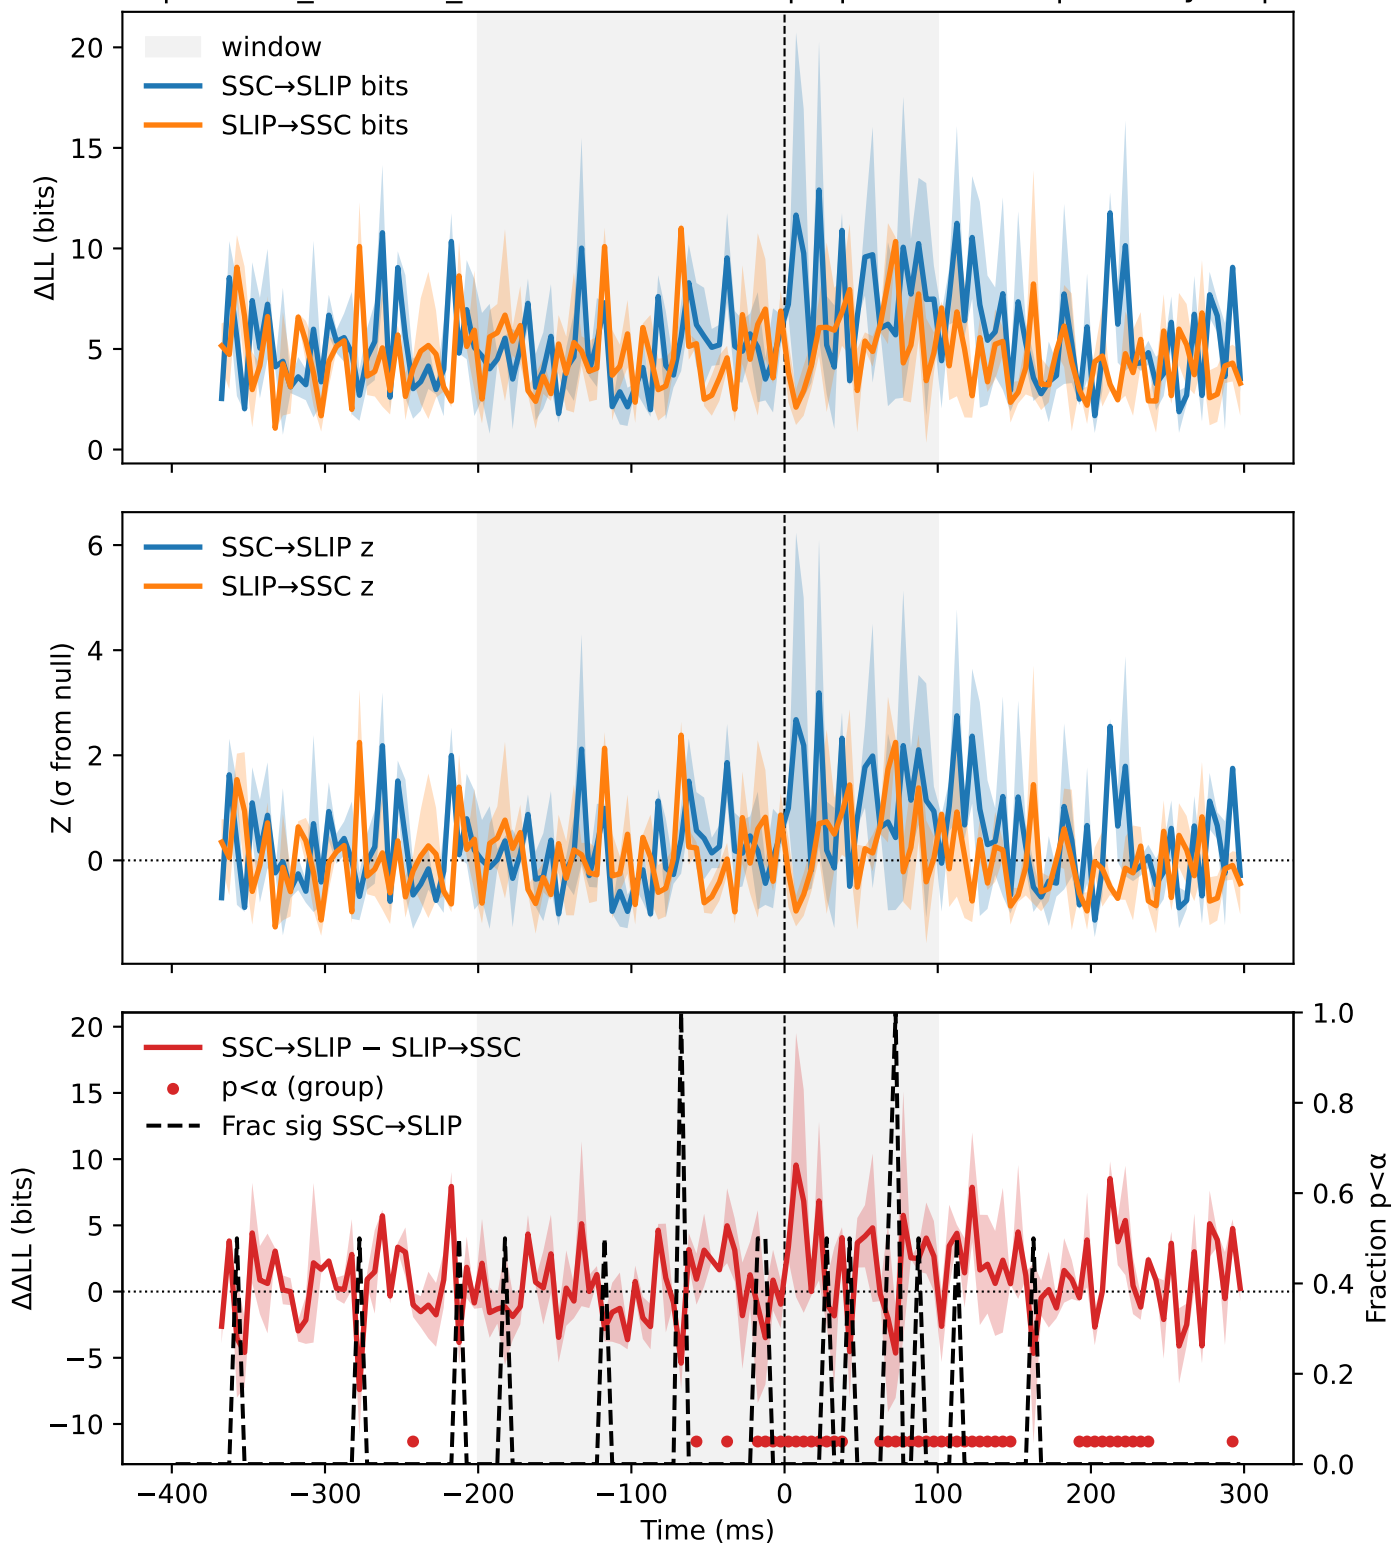 20
15
10
5
0
ΔLL (bits)
window
SSC→SLIP bits
SLIP→SSC bits
6
4
2
0
Z (σ from null)
SSC→SLIP z
SLIP→SSC z
20
15
10
5
0
−5
−10
ΔΔLL (bits)
SSC→SLIP − SLIP→SSC
p<α (group)
Frac sig SSC→SLIP
1.0
0.8
0.6
0.4
0.2
0.0
Fraction p<α
−400
−300
−200
−100
0
100
200
300
Time (ms)